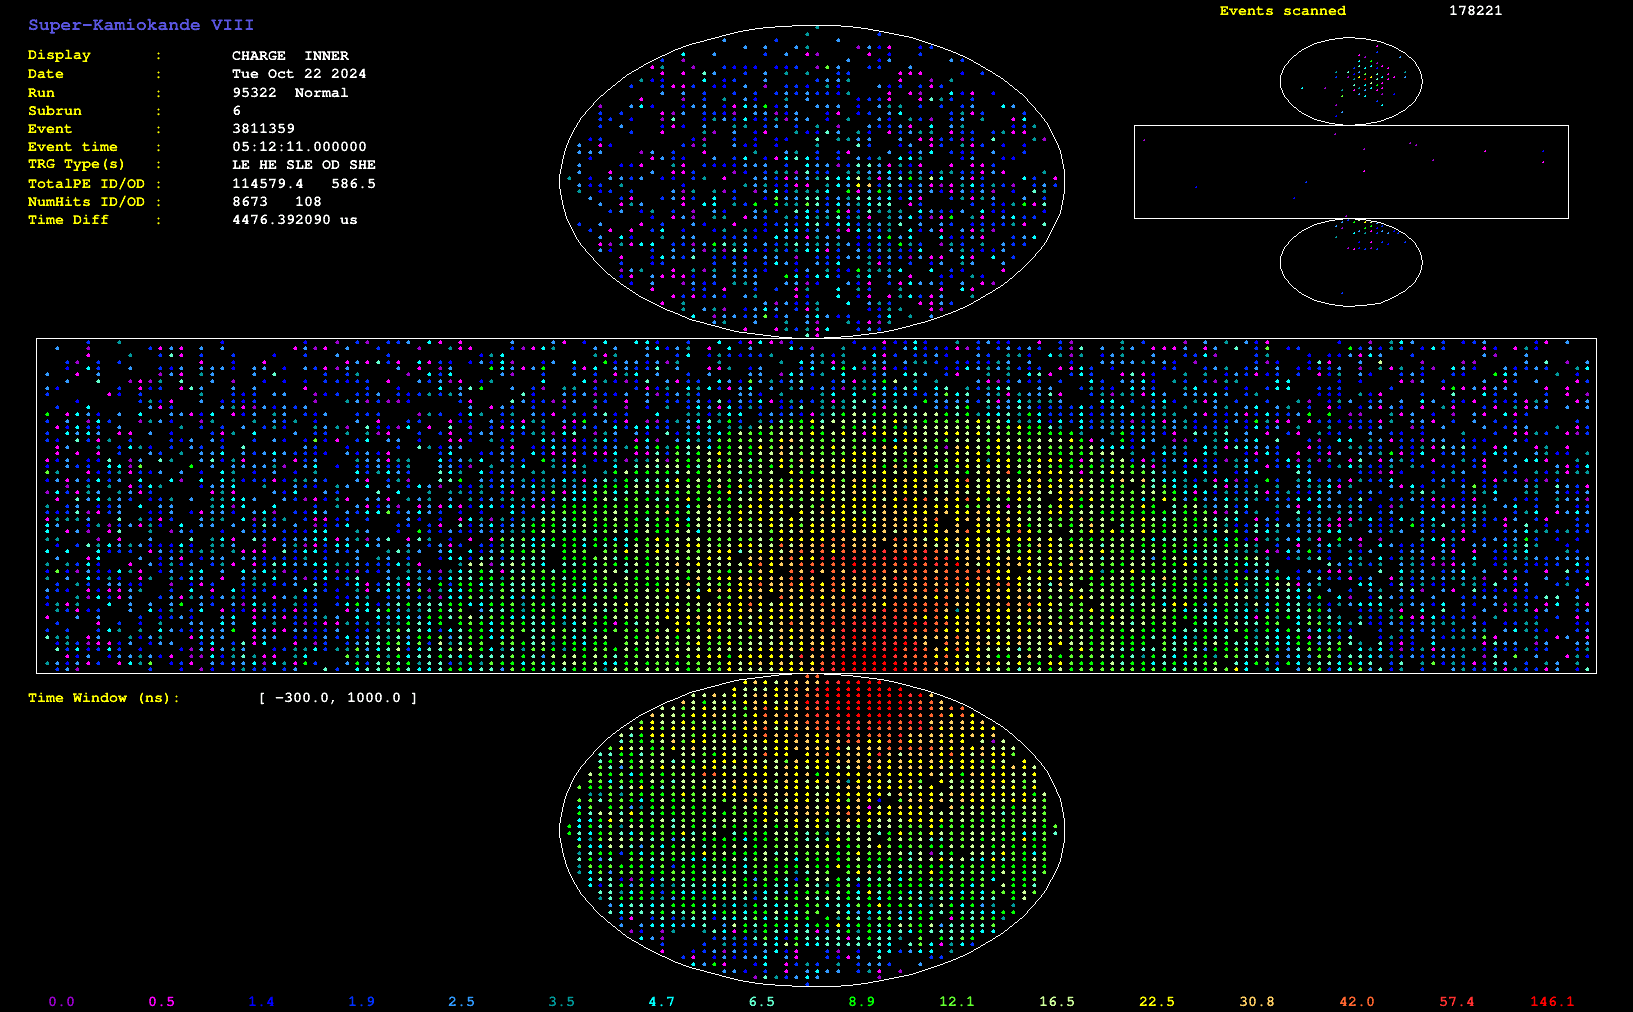 Super-Kamiokande VIII
Events scanned 178221
Display : CHARGE INNER
Date : Tue Oct 22 2024
Run : 95322 Normal
Subrun : 6
Event : 3811359
Event time : 05:12:11.000000
TRG Type(s) : LE HE SLE OD SHE
TotalPE ID/OD : 114579.4 586.5
NumHits ID/OD : 8673 108
Time Diff : 4476.392090 us
Time Window (ns): [ -300.0, 1000.0 ]
0.0 0.5 1.4 1.9 2.5 3.5 4.7 6.5 8.9 12.1 16.5 22.5 30.8 42.0 57.4 146.1